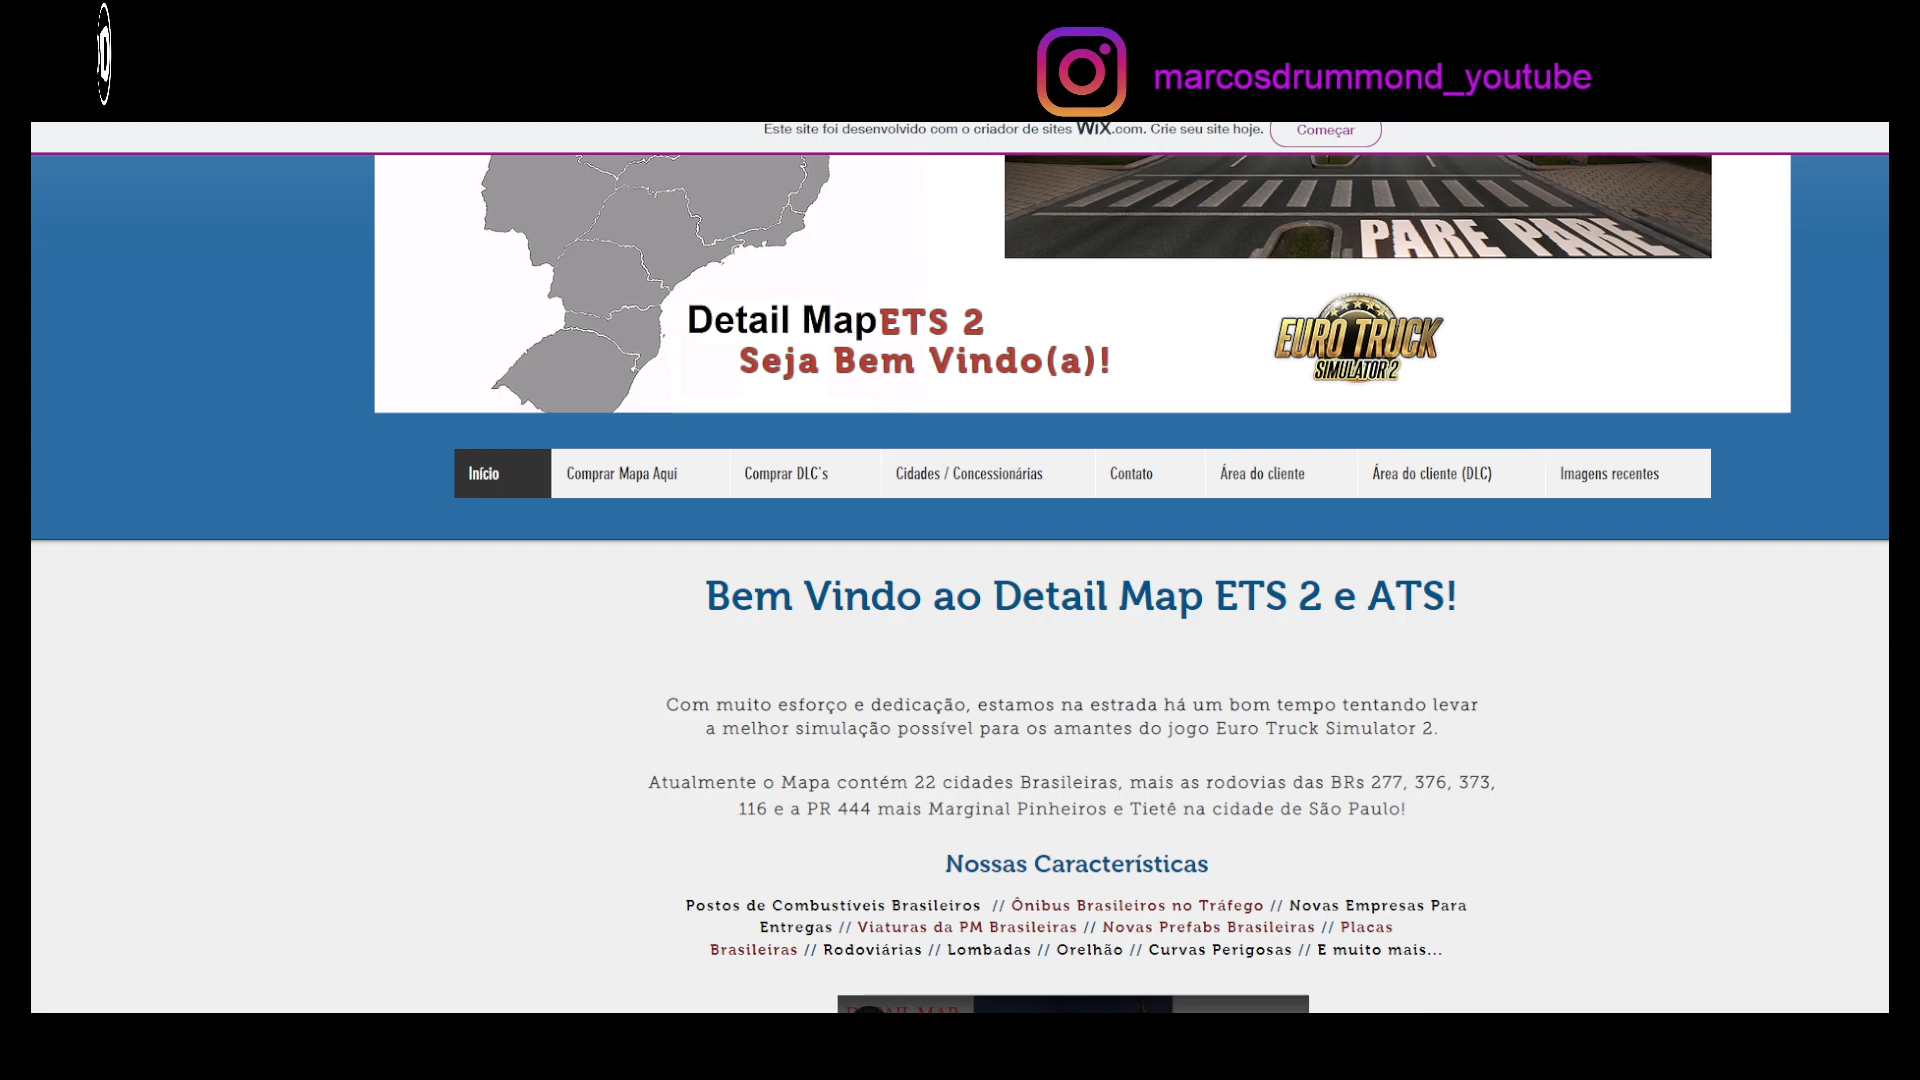 marcosdrummond_youtube
Este site foi desenvolvido com o criador de sites WiX.com. Crie seu site hoje. Começar
PARE PARE
Detail Map ETS 2
Seja Bem Vindo(a)!
EURO TRUCK
SIMULATOR 2
Início Comprar Mapa Aqui Comprar DLC's Cidades / Concessionárias Contato Área do cliente Área do cliente (DLC) Imagens recentes
Bem Vindo ao Detail Map ETS 2 e ATS!
Com muito esforço e dedicação, estamos na estrada há um bom tempo tentando levar
a melhor simulação possível para os amantes do jogo Euro Truck Simulator 2.
Atualmente o Mapa contém 22 cidades Brasileiras, mais as rodovias das BRs 277, 376, 373,
116 e a PR 444 mais Marginal Pinheiros e Tietê na cidade de São Paulo!
Nossas Características
Postos de Combustíveis Brasileiros // Ônibus Brasileiros no Tráfego // Novas Empresas Para
Entregas // Viaturas da PM Brasileiras // Novas Prefabs Brasileiras // Placas
Brasileiras // Rodoviárias // Lombadas // Orelhão // Curvas Perigosas // E muito mais...